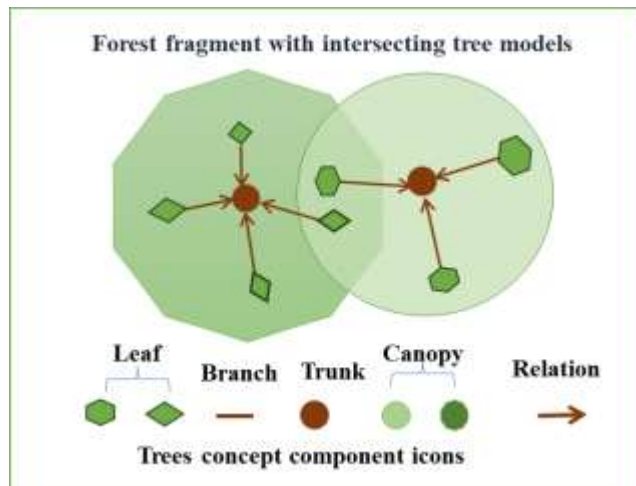 Forest fragment with intersecting tree models
Leaf Branch Trunk Canopy Relation
Trees concept component icons